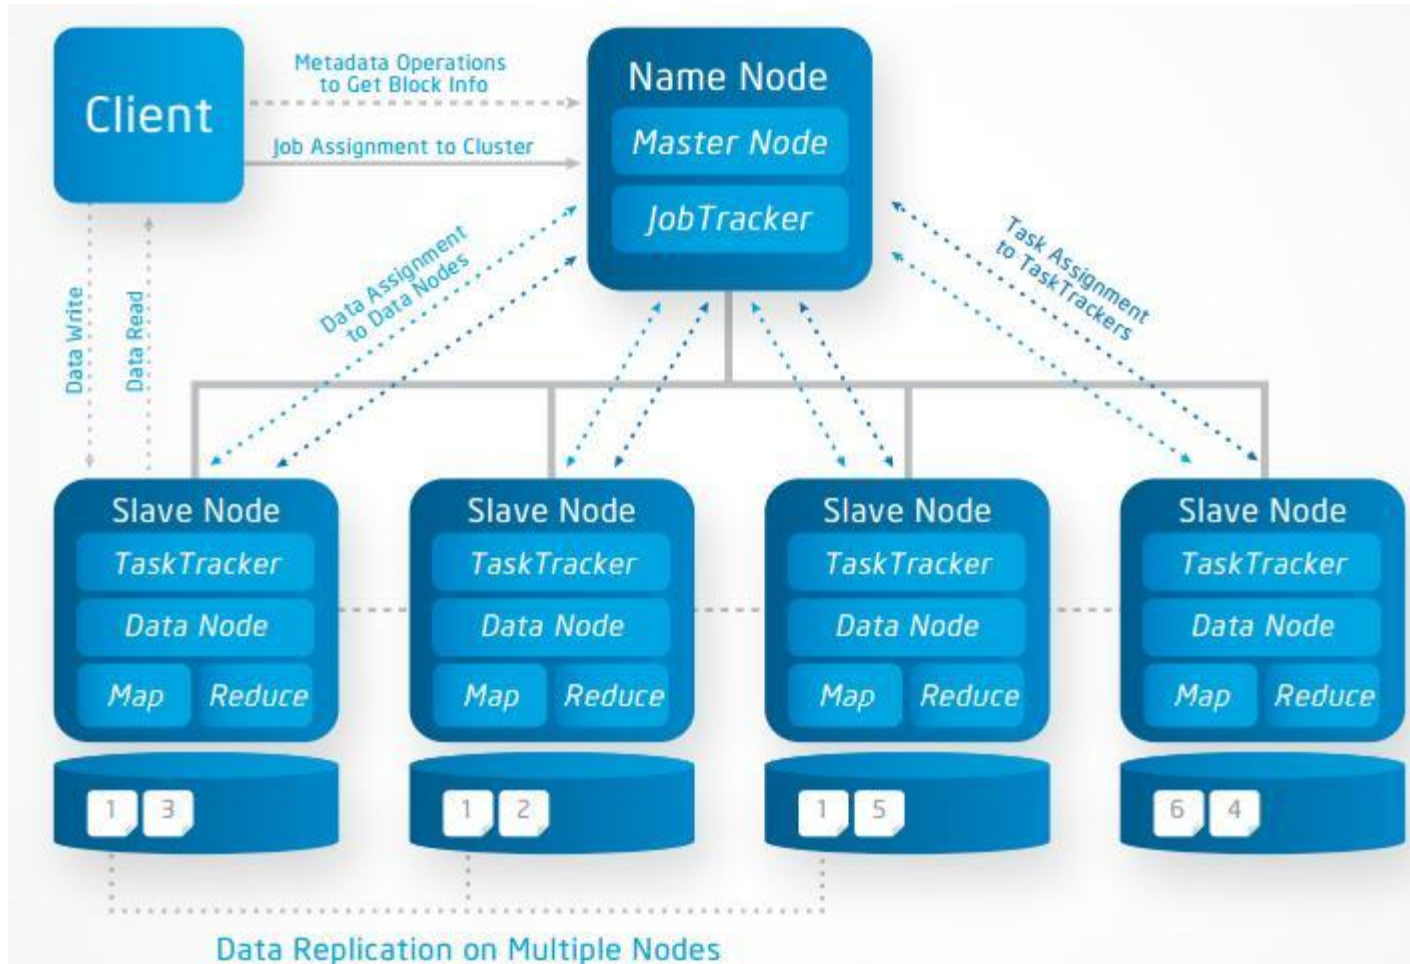 Client
Metadata Operations
to Get Block Info
Job Assignment to Cluster
Name Node
Master Node
JobTracker
Data Write
Data Read
Data Assignment
to Data Nodes
Task Assignment
to TaskTrackers
Slave Node
TaskTracker
Data Node
Map Reduce
1 3
Slave Node
TaskTracker
Data Node
Map Reduce
1 2
Slave Node
TaskTracker
Data Node
Map Reduce
1 5
Slave Node
TaskTracker
Data Node
Map Reduce
6 4
Data Replication on Multiple Nodes